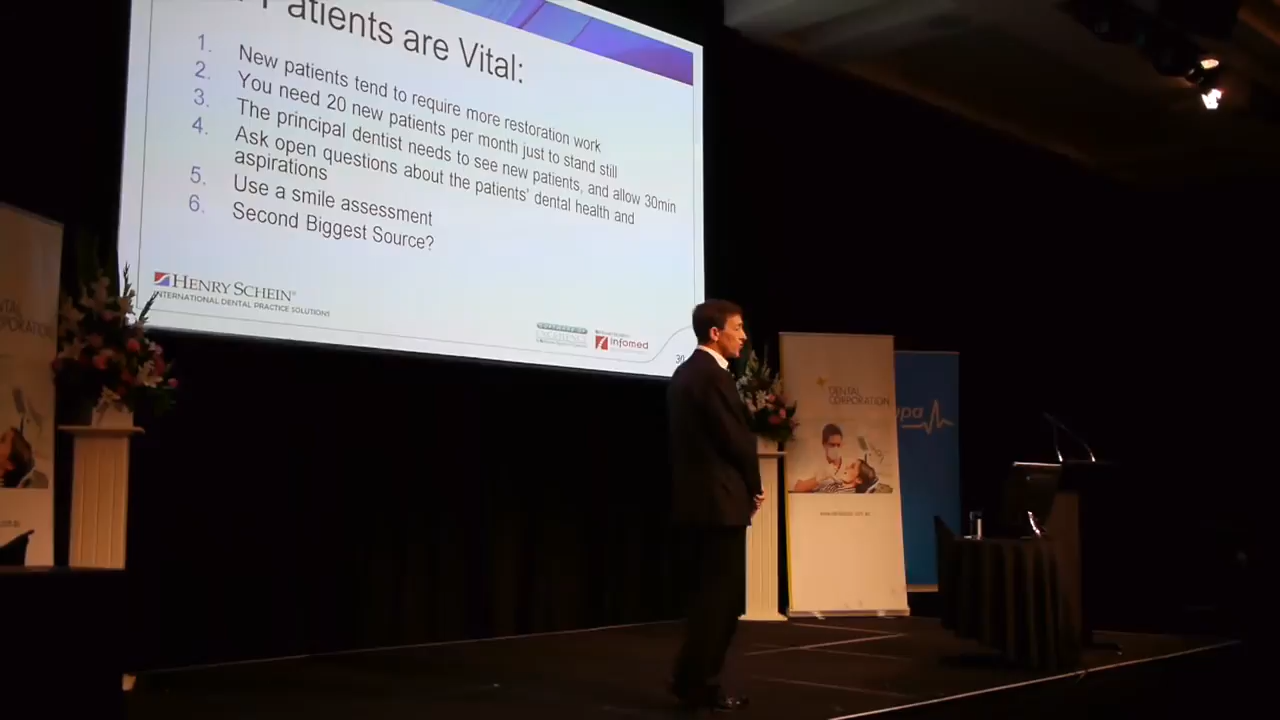 Patients are Vital:
1. New patients tend to require more restoration work
2. You need 20 new patients per month just to stand still
3. The principal dentist needs to see new patients, and allow 30min
4. Ask open questions about the patients' dental health and
aspirations
5. Use a smile assessment
6. Second Biggest Source?
HENRY SCHEIN®
INTERNATIONAL DENTAL PRACTICE SOLUTIONS
infomed
30
DENTAL
CORPORATION